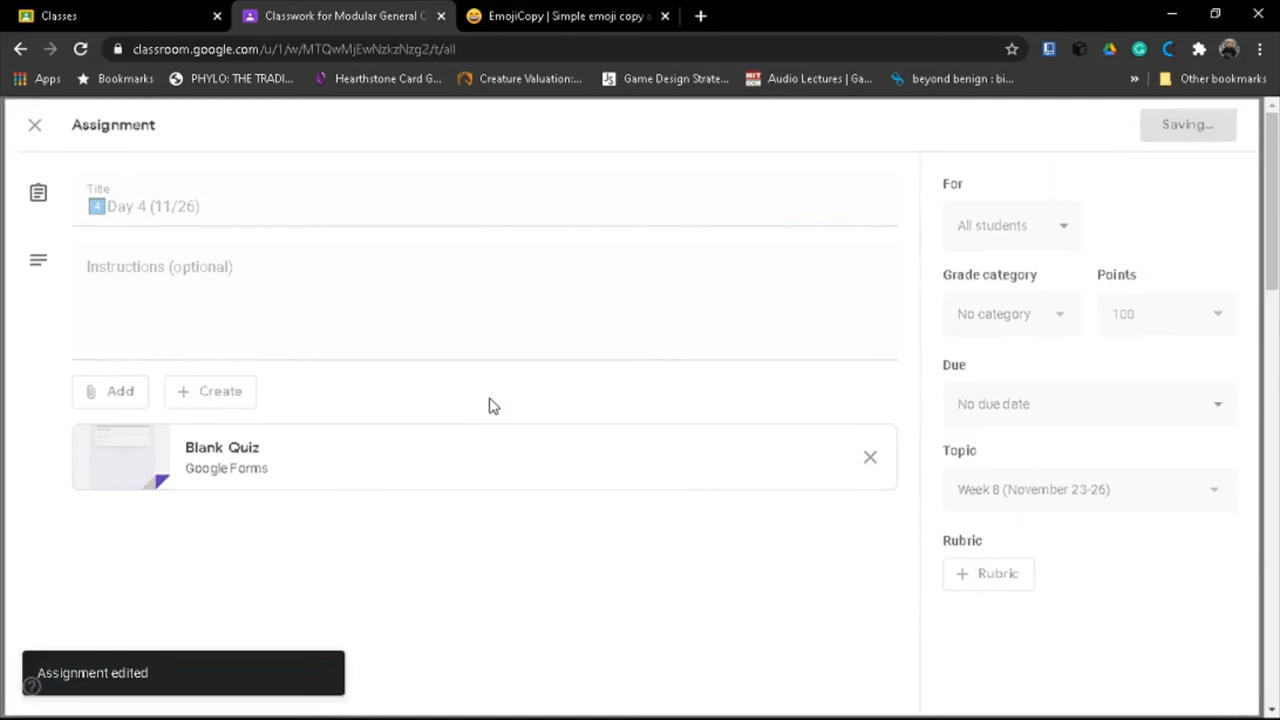 Classes
Classwork for Modular General C
EmojiCopy | Simple emoji copy a
classroom.google.com/u/1/w/MTQwMjEwNzkzNzg2/t/all
Apps
Bookmarks
PHYLO: THE TRADI...
Hearthstone Card G...
Creature Valuation:...
Game Design Strate...
Audio Lectures | Ga...
beyond benign : bi...
»
Other bookmarks
Assignment
Saving...
Title
4 Day 4 (11/26)
Instructions (optional)
Add
+ Create
Blank Quiz
Google Forms
For
All students
Grade category
Points
No category
100
Due
No due date
Topic
Week 8 (November 23-26)
Rubric
+ Rubric
Assignment edited